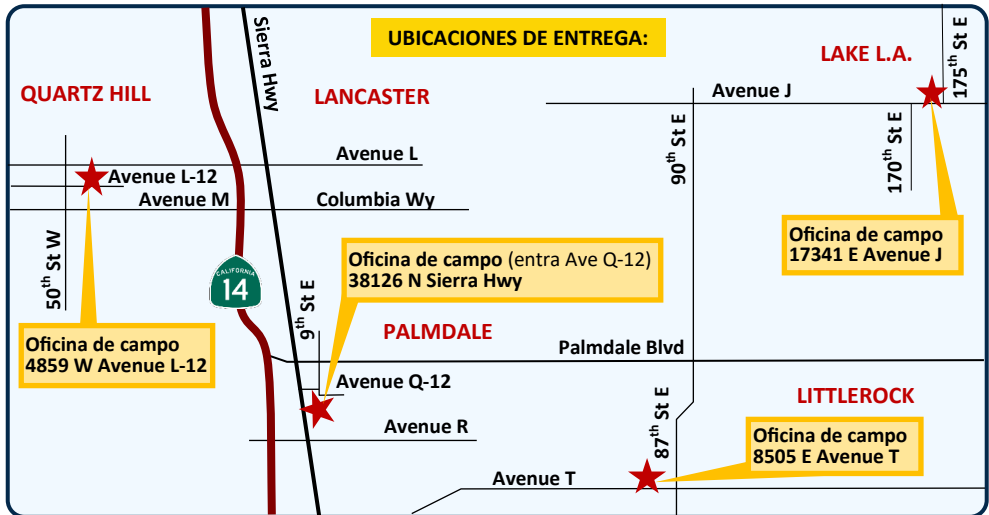 UBICACIONES DE ENTREGA:
Sierra Hwy
LAKE L.A.
175th St E
QUARTZ HILL
LANCASTER
Avenue J
90th St E
170th St E
Avenue L
Avenue L-12
Avenue M
Columbia Wy
50th St W
Oficina de campo
17341 E Avenue J
Oficina de campo (entra Ave Q-12)
38126 N Sierra Hwy
CALIFORNIA
14
9th St E
PALMDALE
Oficina de campo
4859 W Avenue L-12
Palmdale Blvd
Avenue Q-12
LITTLEROCK
87th St E
Avenue R
Oficina de campo
8505 E Avenue T
Avenue T